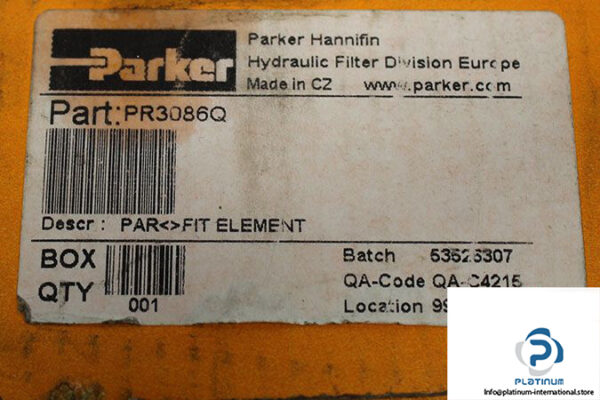 Parker
Parker Hannifin
Hydraulic Filter Division Europe
Made in CZ www.parker.com
Part: PR3086Q
Descr : PAR<>FIT ELEMENT
BOX
QTY
001
Batch 53526307
QA-Code QA-C4215
Location
PLATINUM
info@platinum-international.store